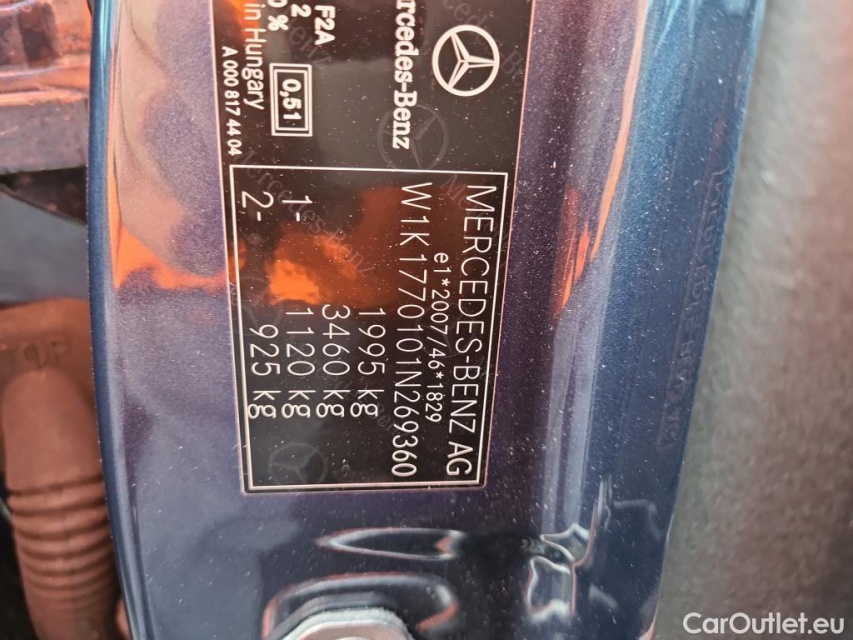 MERCEDES-BENZ AG
e1*2007/46*1829
W1K1770101N269360
1995 kg
3460 kg
1- 1120 kg
2- 925 kg
Mercedes-Benz
F2A
2
0 %
0,51
in Hungary
A 000 817 44 04
TOP
CarOutlet.eu